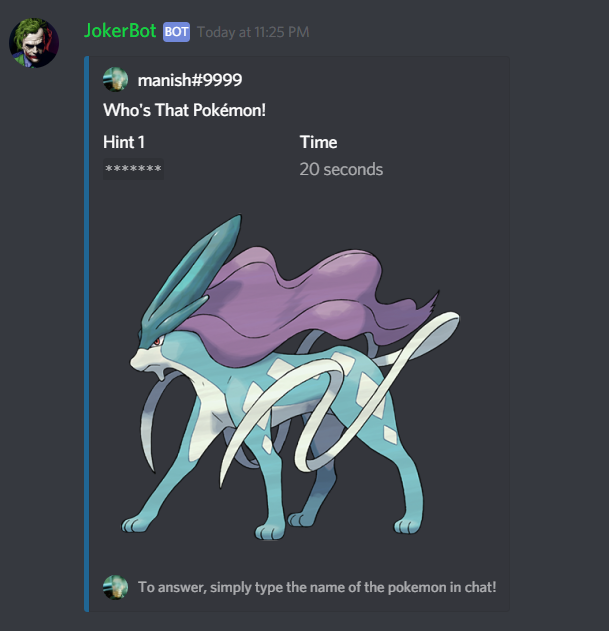 JokerBot BOT Today at 11:25 PM
manish#9999
Who's That Pokémon!
Hint 1 Time
******* 20 seconds
To answer, simply type the name of the pokemon in chat!